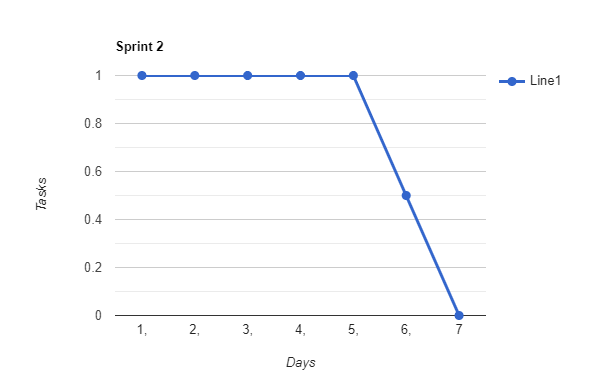 Sprint 2
1
Line1
0.8
0.6
Tasks
0.4
0.2
0
1, 2, 3, 4, 5, 6, 7
Days